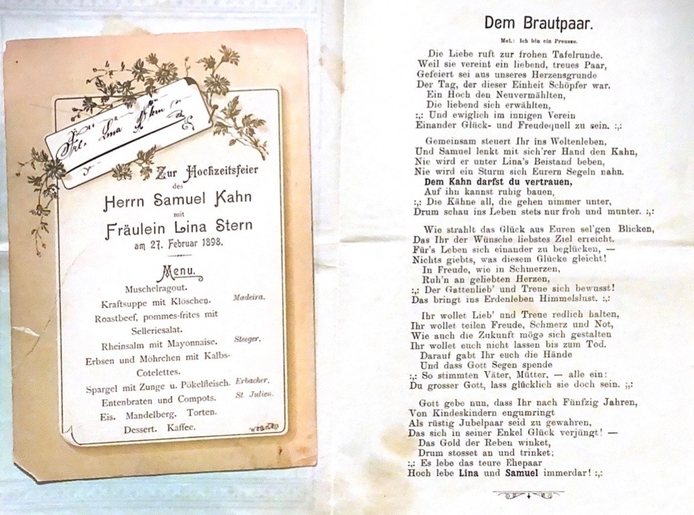 Frl. Lina Stern
Zur Hochzeitsfeier
des
Herrn Samuel Kahn
mit
Fräulein Lina Stern
am 27. Februar 1898.
Menu.
Muschelragout.
Kraftsuppe mit Klöschen. Madeira.
Roastbeef, pommes-frites mit
Selleriesalat.
Rheinsalm mit Mayonnaise. Steeger.
Erbsen und Möhrchen mit Kalbs-
Cotelettes.
Spargel mit Zunge u. Pökelfleisch. Erbacher.
Entenbraten und Compots. St. Julien.
Eis. Mandelberg. Torten.
Dessert. Kaffee.
Dem Brautpaar.
Mel.: Ich bin ein Preusse.
Die Liebe ruft zur frohen Tafelrunde.
Weil sie vereint ein liebend, treues Paar,
Gefeiert sei aus unseres Herzensgrunde
Der Tag, der dieser Einheit Schöpfer war.
Ein Hoch den Neuvermählten,
Die liebend sich erwählten,
:,: Und ewiglich im innigen Verein
Einander Glück- und Freudequell zu sein. :,:
Gemeinsam steuert Ihr ins Weltenleben,
Und Samuel lenkt mit sich'rer Hand den Kahn,
Nie wird er unter Lina's Beistand beben,
Nie wird ein Sturm sich Eurern Segeln nahn.
Dem Kahn darfst du vertrauen,
Auf ihn kannst ruhig bauen,
:,: Die Kähne all, die gehen nimmer unter,
Drum schau ins Leben stets nur froh und munter. :,:
Wie strahlt das Glück aus Euren sel'gen Blicken,
Das Ihr der Wünsche liebstes Ziel erreicht.
Für's Leben sich einander zu beglücken, —
Nichts giebts, was diesem Glücke gleicht!
In Freude, wie in Schmerzen,
Ruh'n an geliebten Herzen,
:,: Der Gattenlieb' und Treue sich bewusst!
Das bringt ins Erdenleben Himmelslust. :,:
Ihr wollet Lieb' und Treue redlich halten,
Ihr wollet teilen Freude, Schmerz und Not,
Wie auch die Zukunft möge sich gestalten
Ihr wollet euch nicht lassen bis zum Tod.
Darauf gabt Ihr euch die Hände
Und dass Gott Segen spende
:,: So stimmten Väter, Mütter, — alle ein:
Du grosser Gott, lass glücklich sie doch sein. :,:
Gott gebe nun, dass Ihr nach Fünfzig Jahren,
Von Kindeskindern engumringt
Als rüstig Jubelpaar seid zu gewahren,
Das sich in seiner Enkel Glück verjüngt! —
Das Gold der Reben winket,
Drum stosset an und trinket;
:,: Es lebe das teure Ehepaar
Hoch lebe Lina und Samuel immerdar! :,: